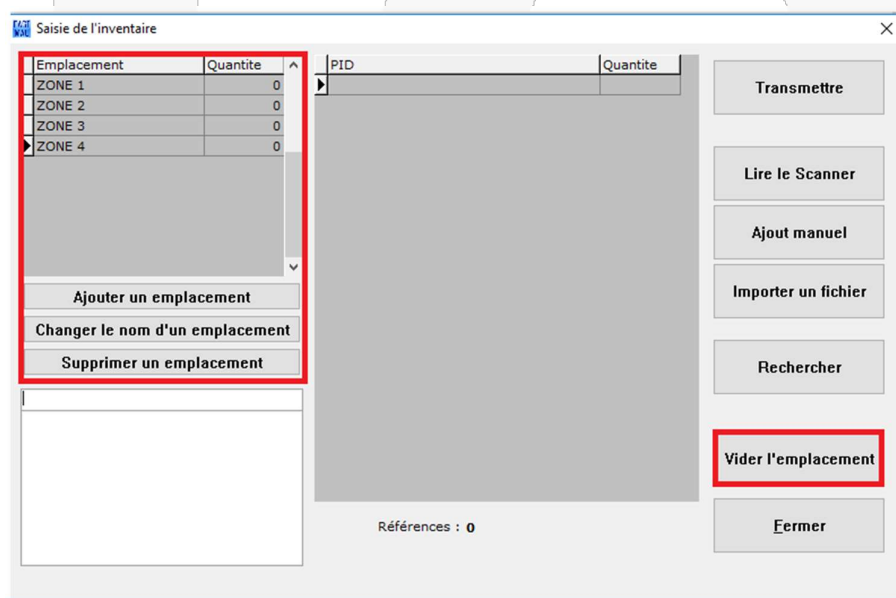 Saisie de l'inventaire
Emplacement Quantite
ZONE 1 0
ZONE 2 0
ZONE 3 0
ZONE 4 0
Ajouter un emplacement
Changer le nom d'un emplacement
Supprimer un emplacement
PID Quantite
Références : 0
Transmettre
Lire le Scanner
Ajout manuel
Importer un fichier
Rechercher
Vider l'emplacement
Fermer